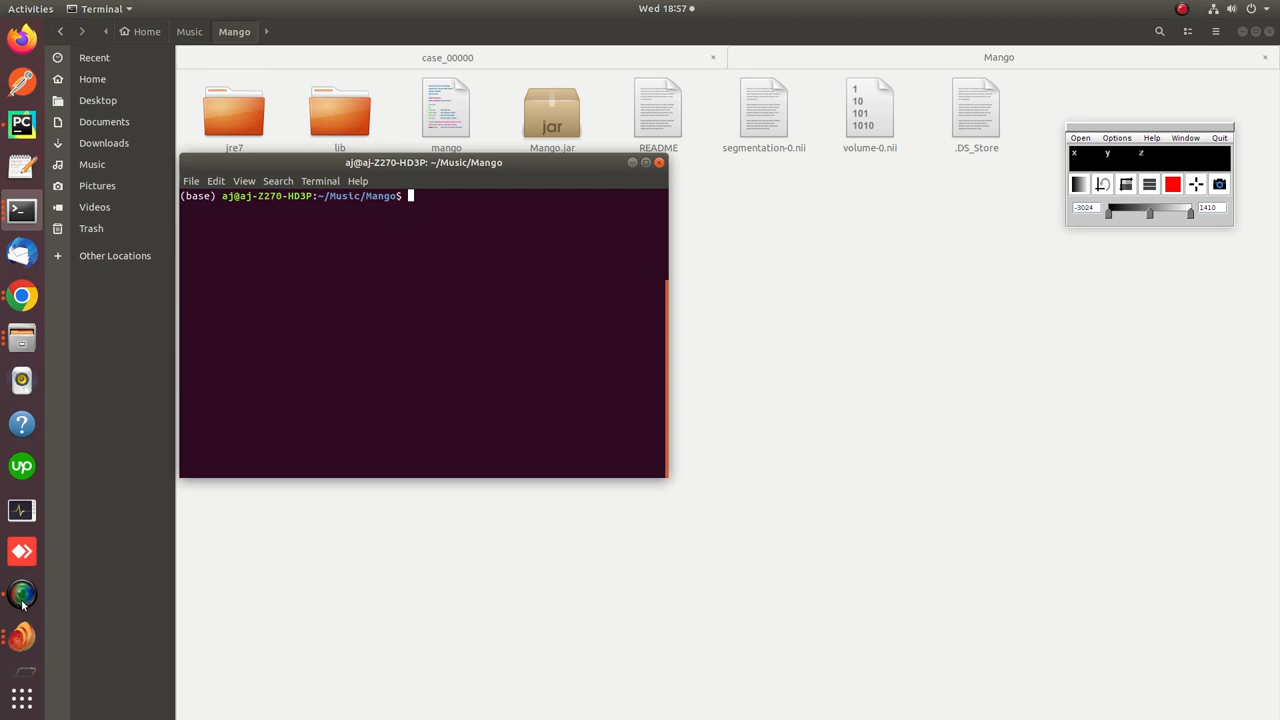 Activities
Terminal
Wed 18:57
Home
Music
Mango
Recent
Home
Desktop
Documents
Downloads
Music
Pictures
Videos
Trash
Other Locations
case_00000
Mango
jre7
lib
mango
Mango.jar
README
segmentation-0.nii
volume-0.nii
.DS_Store
jar
1
10
101
1010
aj@aj-Z270-HD3P: ~/Music/Mango
File Edit View Search Terminal Help
(base) aj@aj-Z270-HD3P:~/Music/Mango$
Open Options Help Window Quit
x y z
-3024 1410
PC
up